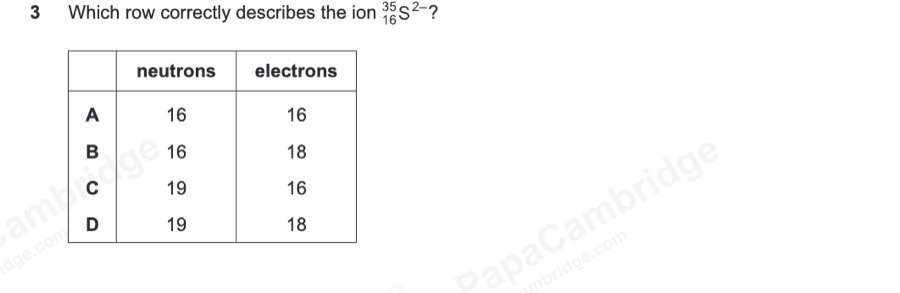 3 Which row correctly describes the ion ³⁵₁₆S²⁻?
neutrons electrons
A 16 16
B 16 18
C 19 16
D 19 18
PapaCambridge